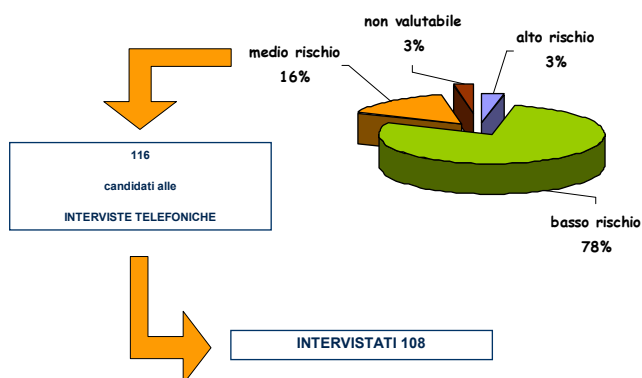 non valutabile
3%
alto rischio
3%
medio rischio
16%
basso rischio
78%
116
candidati alle
INTERVISTE TELEFONICHE
INTERVISTATI 108